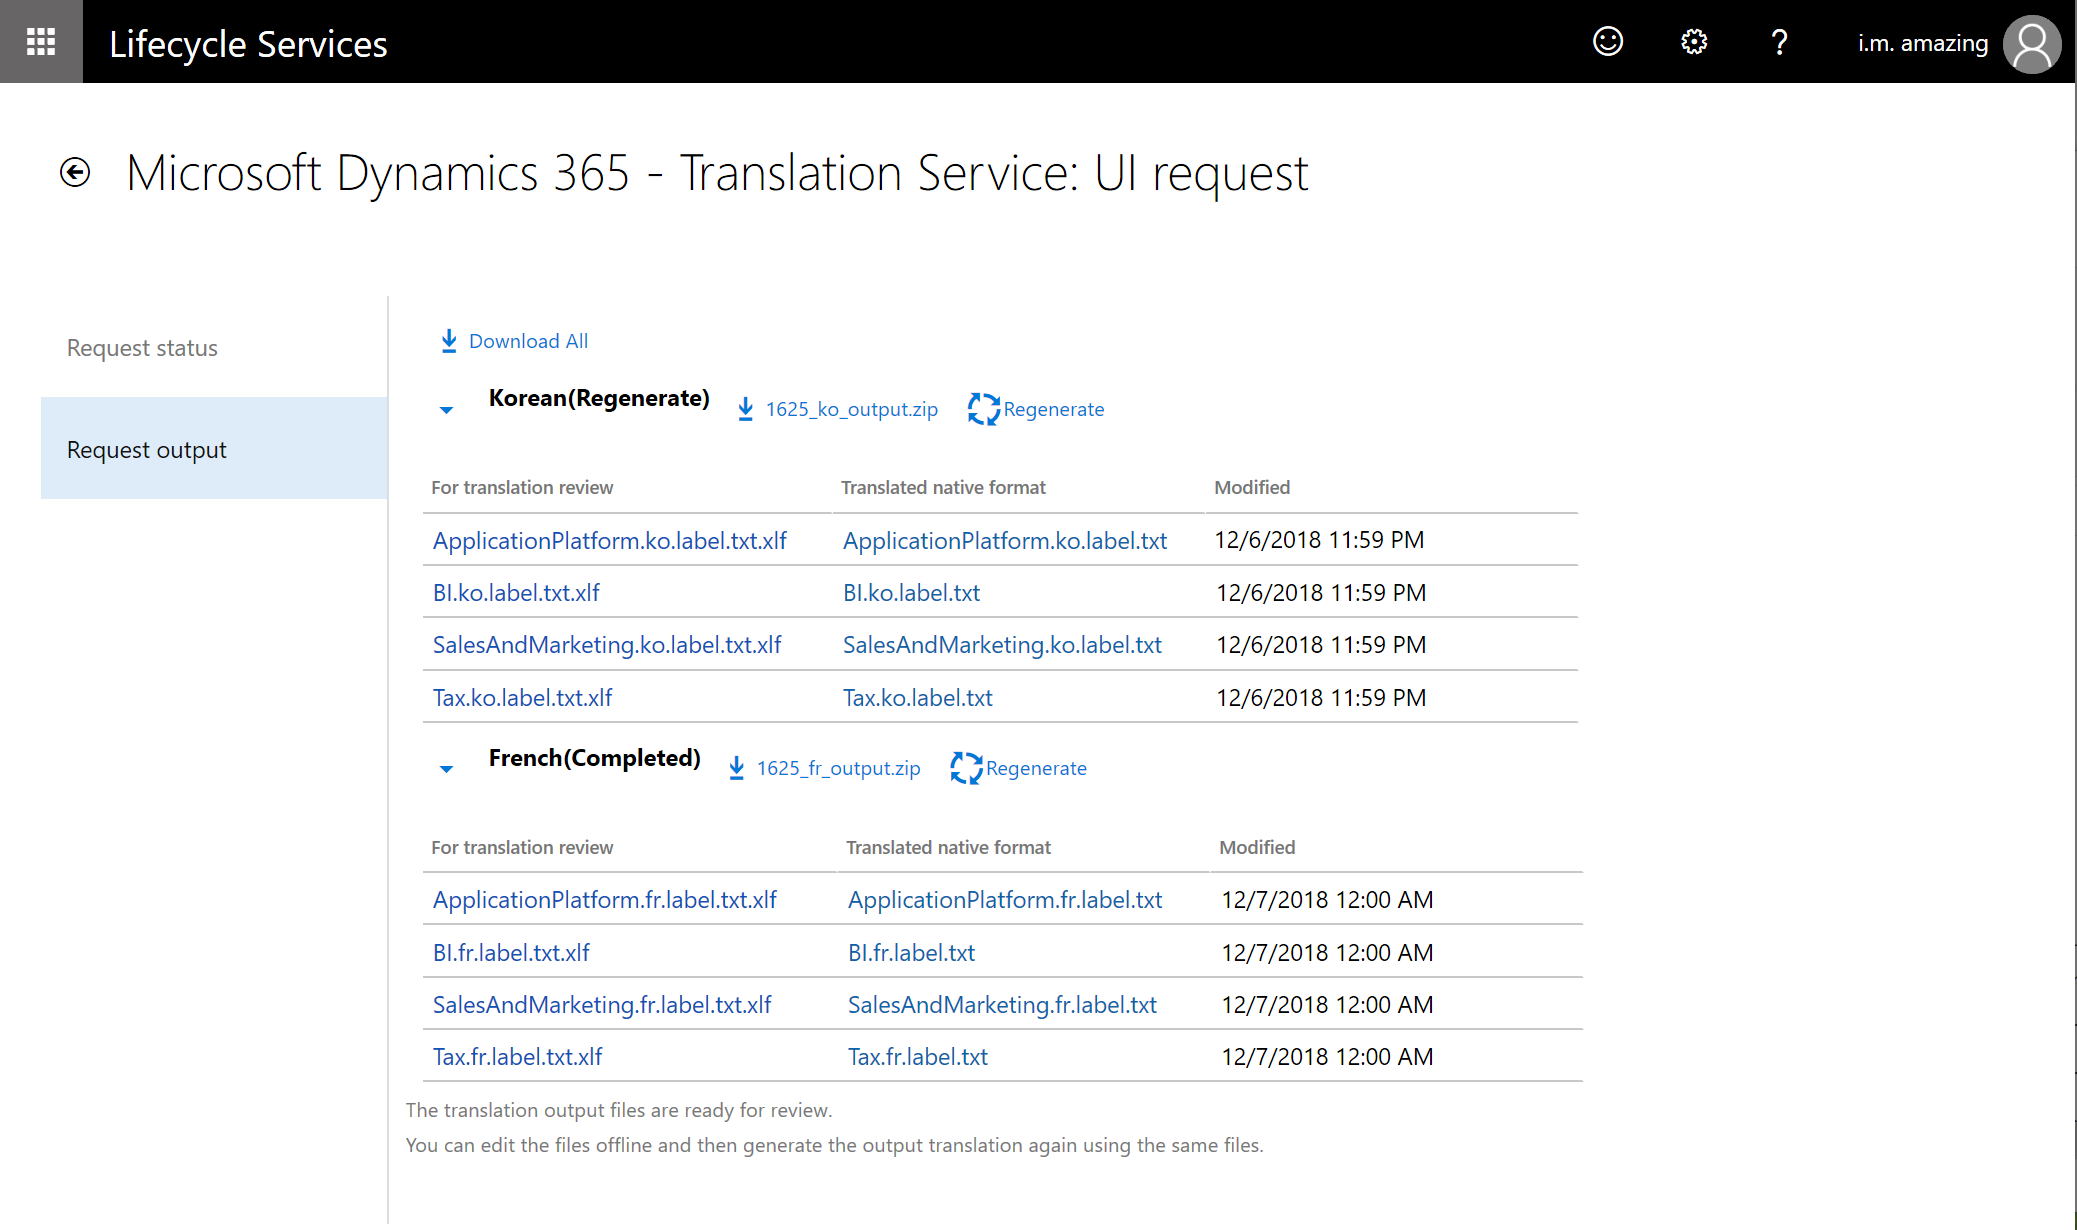 Lifecycle Services
i.m. amazing
Microsoft Dynamics 365 - Translation Service: UI request
Request status
Request output
Download All
Korean(Regenerate) 1625_ko_output.zip Regenerate
For translation review Translated native format Modified
ApplicationPlatform.ko.label.txt.xlf ApplicationPlatform.ko.label.txt 12/6/2018 11:59 PM
BI.ko.label.txt.xlf BI.ko.label.txt 12/6/2018 11:59 PM
SalesAndMarketing.ko.label.txt.xlf SalesAndMarketing.ko.label.txt 12/6/2018 11:59 PM
Tax.ko.label.txt.xlf Tax.ko.label.txt 12/6/2018 11:59 PM
French(Completed) 1625_fr_output.zip Regenerate
For translation review Translated native format Modified
ApplicationPlatform.fr.label.txt.xlf ApplicationPlatform.fr.label.txt 12/7/2018 12:00 AM
BI.fr.label.txt.xlf BI.fr.label.txt 12/7/2018 12:00 AM
SalesAndMarketing.fr.label.txt.xlf SalesAndMarketing.fr.label.txt 12/7/2018 12:00 AM
Tax.fr.label.txt.xlf Tax.fr.label.txt 12/7/2018 12:00 AM
The translation output files are ready for review.
You can edit the files offline and then generate the output translation again using the same files.